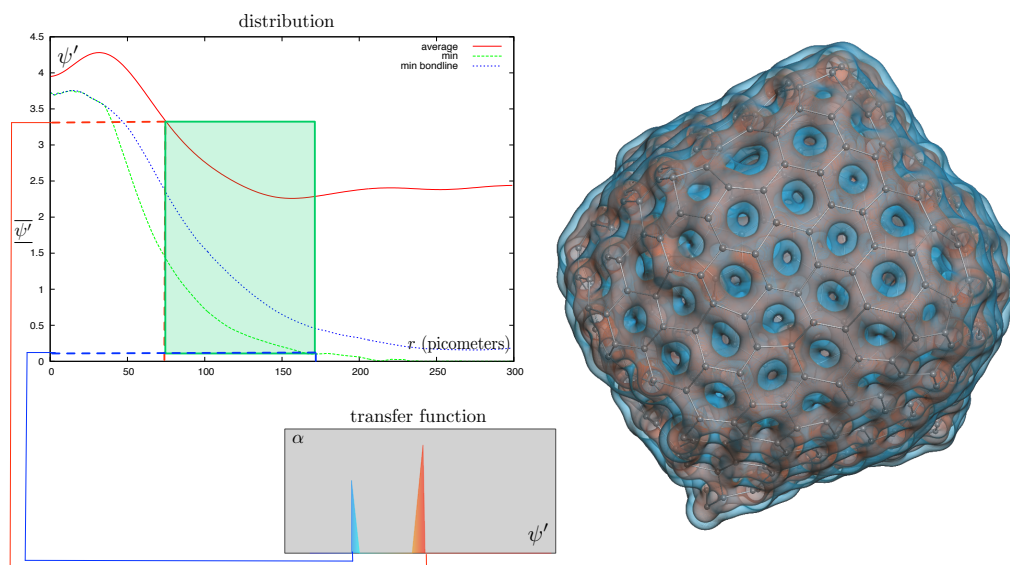 distribution
ψ′
average
min
min bondline
4.5
4
3.5
3
2.5
2
1.5
1
0.5
0
ψ′
r (picometers)
0 50 100 150 200 250 300
transfer function
α
ψ′